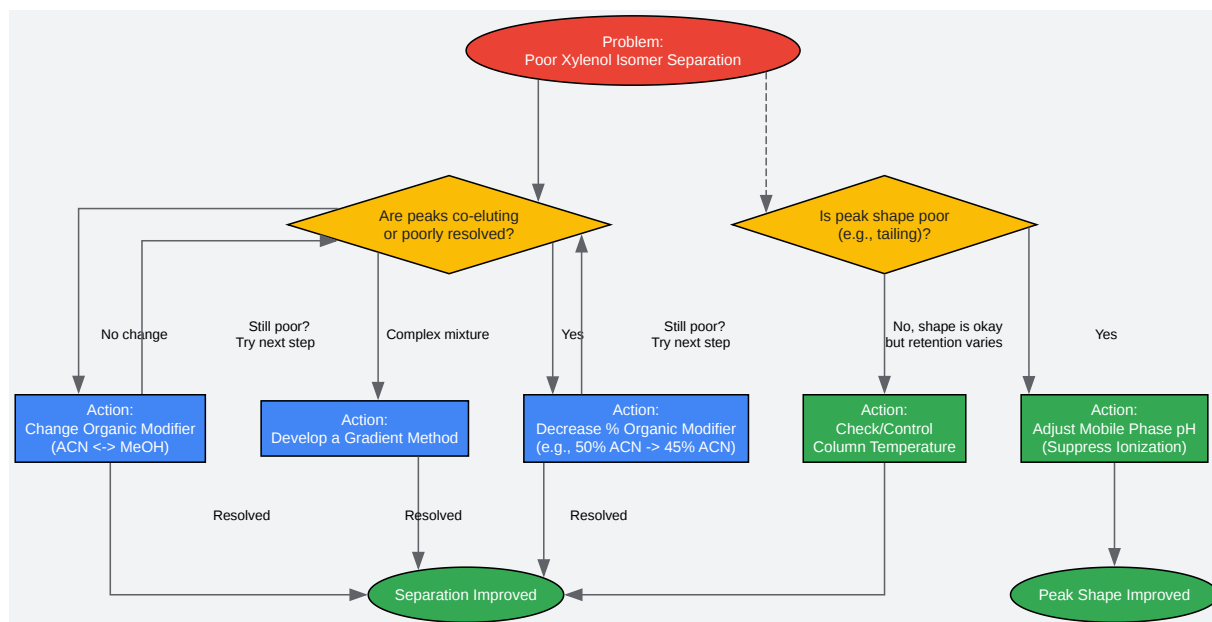 Problem:
Poor Xylenol Isomer Separation
Are peaks co-eluting
or poorly resolved?
Is peak shape poor
(e.g., tailing)?
No change
Still poor?
Try next step
Complex mixture
Yes
Still poor?
Try next step
No, shape is okay
but retention varies
Yes
Action:
Change Organic Modifier
(ACN <-> MeOH)
Action:
Develop a Gradient Method
Action:
Decrease % Organic Modifier
(e.g., 50% ACN -> 45% ACN)
Action:
Check/Control
Column Temperature
Action:
Adjust Mobile Phase pH
(Suppress Ionization)
Resolved
Resolved
Resolved
Separation Improved
Peak Shape Improved